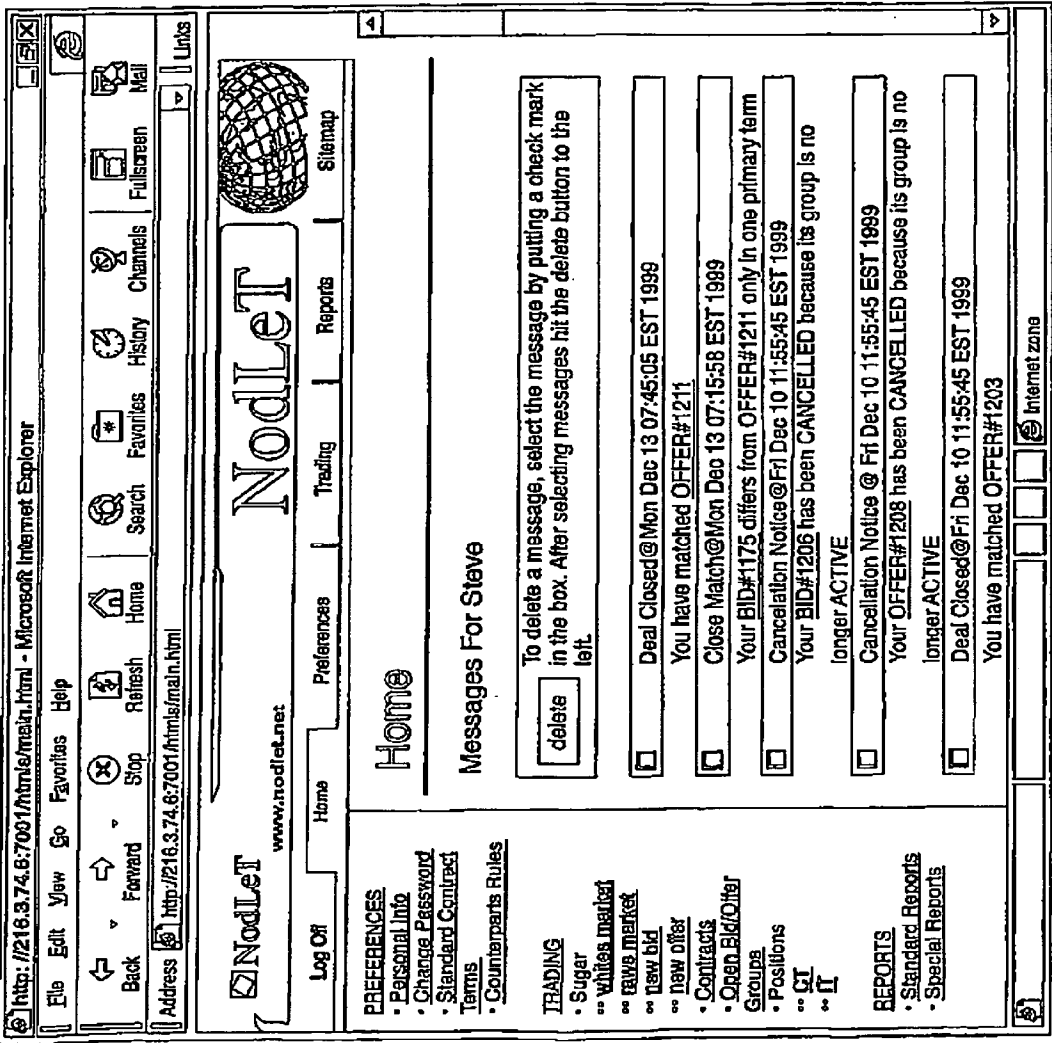 http: //216.3.74.6:7001/htmls/main.html - Microsoft Internet Explorer
File Edit View Go Favorites Help
Back Forward Stop Refresh Home Search Favorites History Channels Fullscreen Mail
Address http://216.3.74.6:7001/htmls/main.html Links
NodLeT
www.nodlet.net
NodLeT
Log Off Home Preferences Trading Reports Sitemap
PREFERENCES
· Personal Info
· Change Password
· Standard Contract
Terms
· Counterparts Rules
TRADING
· Sugar
▫▫ whites market
▫▫ raws market
▫▫ new bid
▫▫ new offer
· Contracts
· Open Bid/Offer
Groups
· Positions
▫▫ CT
▫▫ IT
REPORTS
· Standard Reports
· Special Reports
Home
Messages For Steve
delete
To delete a message, select the message by putting a check mark
in the box. After selecting messages hit the delete button to the
left.
Deal Closed@Mon Dec 13 07:45:05 EST 1999
You have matched OFFER#1211
Close Match@Mon Dec 13 07:15:58 EST 1999
Your BID#1175 differs from OFFER#1211 only in one primary term
Cancelation Notice@Fri Dec 10 11:55:45 EST 1999
Your BID#1206 has been CANCELLED because its group is no
longer ACTIVE
Cancellation Notice @ Fri Dec 10 11:55:45 EST 1999
Your OFFER#1208 has been CANCELLED because its group is no
longer ACTIVE
Deal Closed@Fri Dec 10 11:55:45 EST 1999
You have matched OFFER#1203
Internet zone